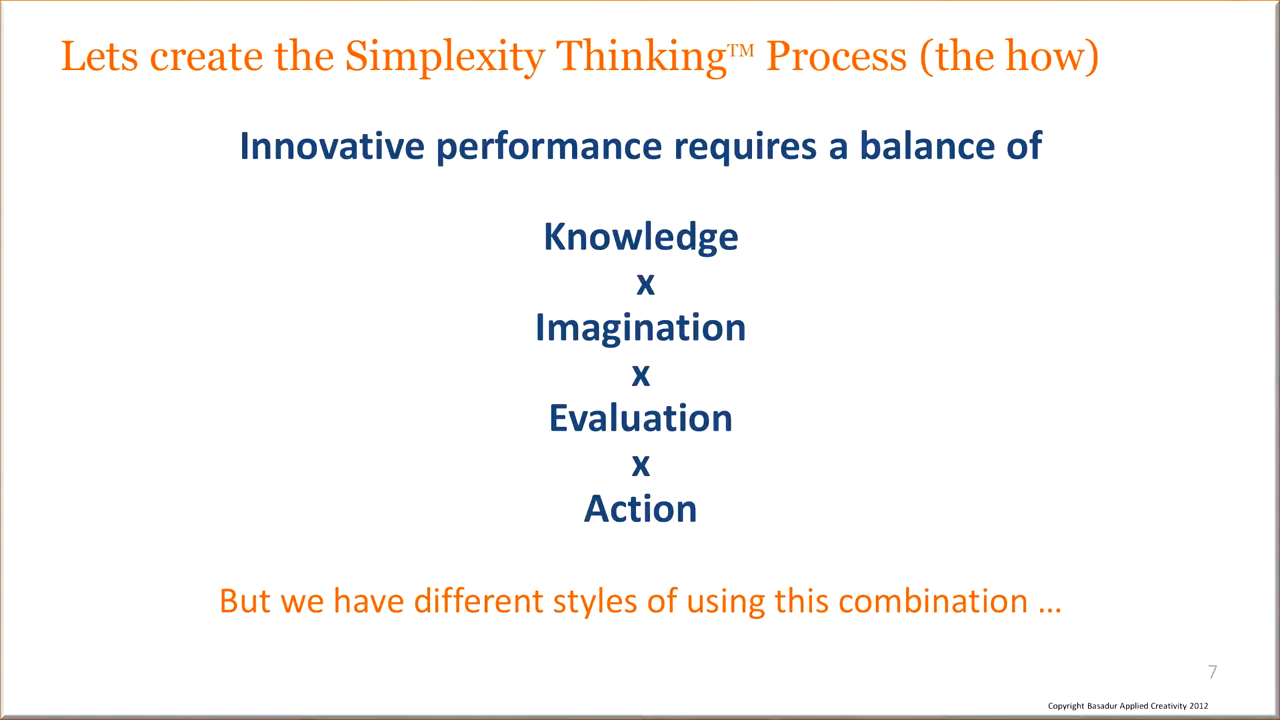 Lets create the Simplexity Thinking™ Process (the how)
Innovative performance requires a balance of
Knowledge
x
Imagination
x
Evaluation
x
Action
But we have different styles of using this combination …
7
Copyright Basadur Applied Creativity 2012